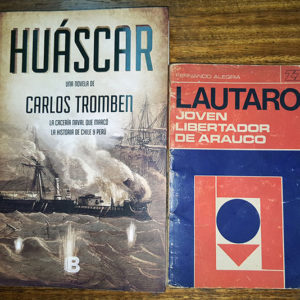 HUÁSCAR
UNA NOVELA DE
CARLOS TROMBEN
LA CACERÍA NAVAL QUE MARCÓ
LA HISTORIA DE CHILE Y PERÚ
B
FERNANDO ALEGRIA
LAUTARO
JOVEN
LIBERTADOR
DE ARAUCO